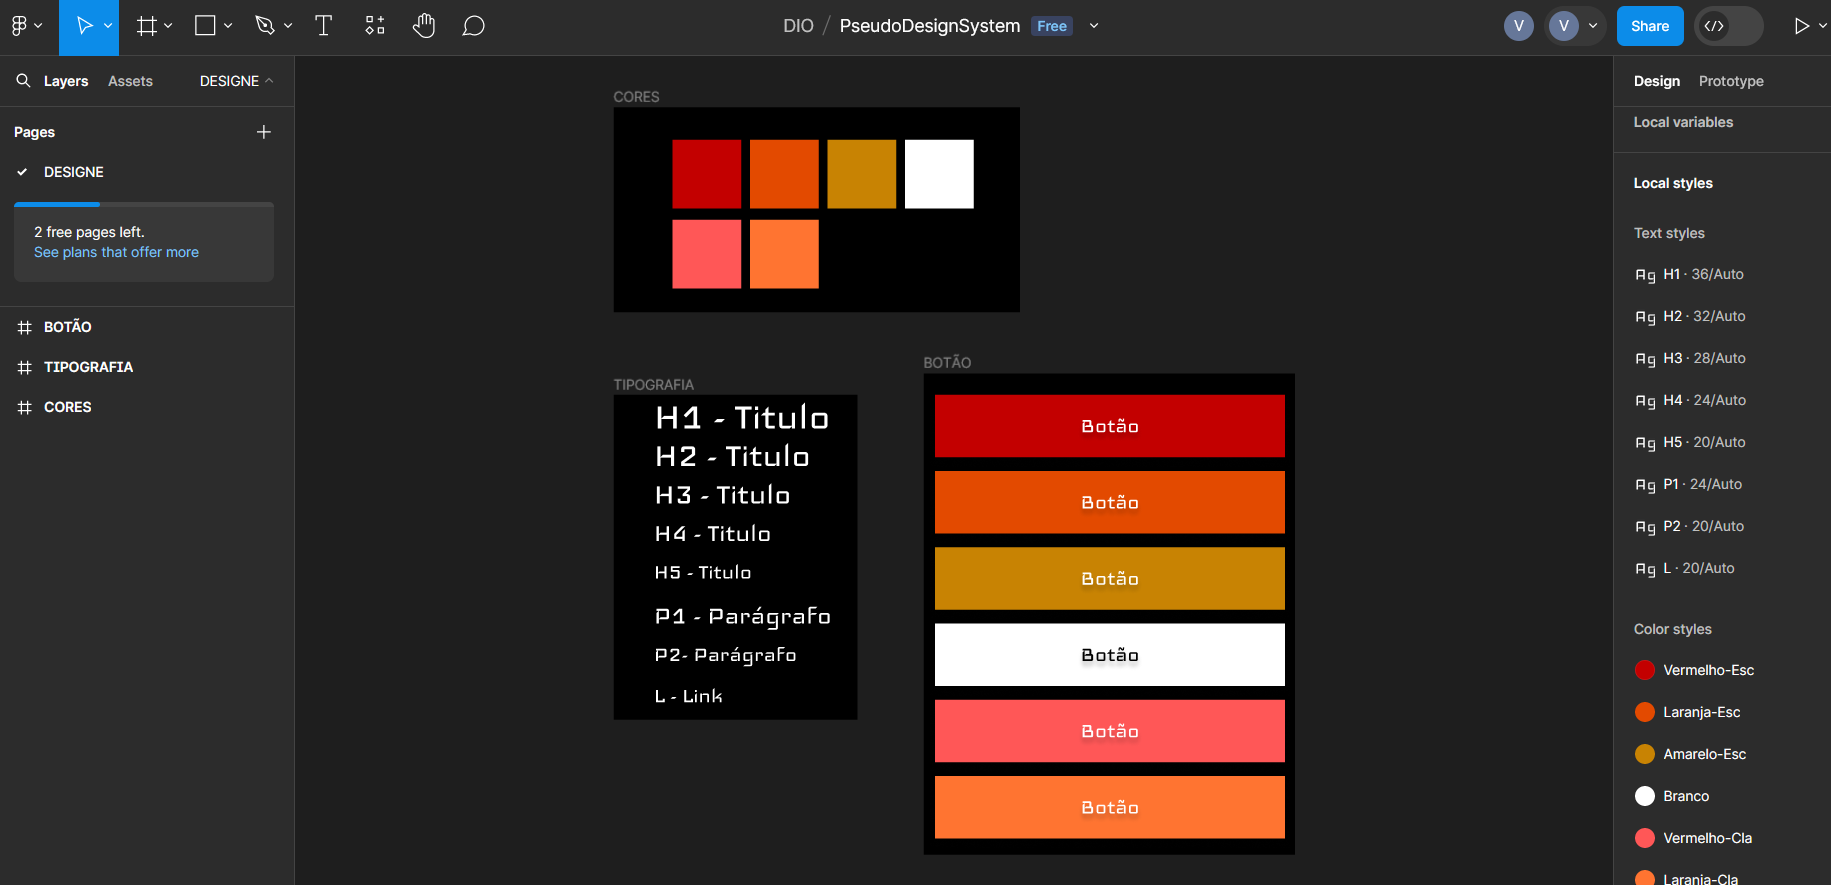 DIO / PseudoDesignSystem Free
V V Share
Layers Assets DESIGNE
Pages
DESIGNE
2 free pages left.
See plans that offer more
BOTÃO
TIPOGRAFIA
CORES
CORES
TIPOGRAFIA
H1 - Titulo
H2 - Titulo
H3 - Titulo
H4 - Titulo
H5 - Titulo
P1 - Parágrafo
P2- Parágrafo
L - Link
BOTÃO
Botão
Botão
Botão
Botão
Botão
Botão
Design Prototype
Local variables
Local styles
Text styles
Ag H1 · 36/Auto
Ag H2 · 32/Auto
Ag H3 · 28/Auto
Ag H4 · 24/Auto
Ag H5 · 20/Auto
Ag P1 · 24/Auto
Ag P2 · 20/Auto
Ag L · 20/Auto
Color styles
Vermelho-Esc
Laranja-Esc
Amarelo-Esc
Branco
Vermelho-Cla
Laranja-Cla